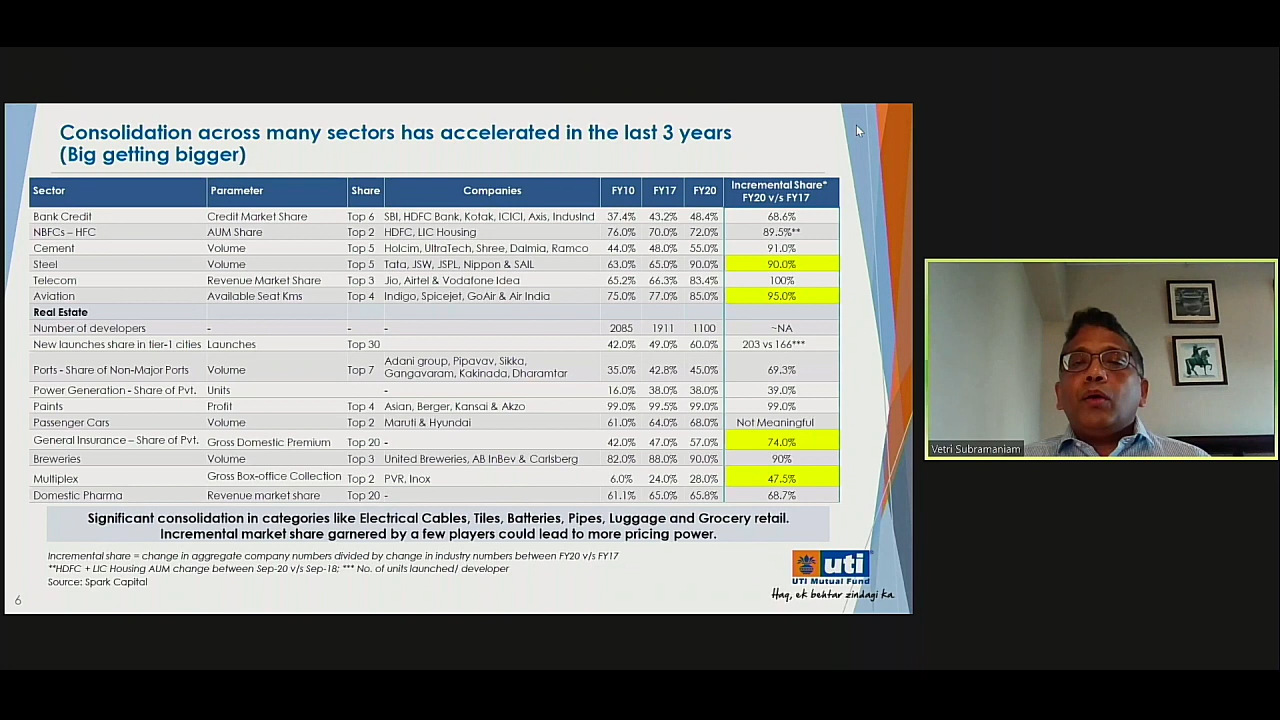 Consolidation across many sectors has accelerated in the last 3 years
(Big getting bigger)
Sector Parameter Share Companies FY10 FY17 FY20 Incremental Share* FY20 v/s FY17
Bank Credit Credit Market Share Top 6 SBI, HDFC Bank, Kotak, ICICI, Axis, IndusInd 37.4% 43.2% 48.4% 68.6%
NBFCs – HFC AUM Share Top 2 HDFC, LIC Housing 76.0% 70.0% 72.0% 89.5%**
Cement Volume Top 5 Holcim, UltraTech, Shree, Dalmia, Ramco 44.0% 48.0% 55.0% 91.0%
Steel Volume Top 5 Tata, JSW, JSPL, Nippon & SAIL 63.0% 65.0% 90.0% 90.0%
Telecom Revenue Market Share Top 3 Jio, Airtel & Vodafone Idea 65.2% 66.3% 83.4% 100%
Aviation Available Seat Kms Top 4 Indigo, Spicejet, GoAir & Air India 75.0% 77.0% 85.0% 95.0%
Real Estate
Number of developers - - - 2085 1911 1100 ~NA
New launches share in tier-1 cities Launches Top 30 42.0% 49.0% 60.0% 203 vs 166***
Ports - Share of Non-Major Ports Volume Top 7 Adani group, Pipavav, Sikka, Gangavaram, Kakinada, Dharamtar 35.0% 42.8% 45.0% 69.3%
Power Generation - Share of Pvt. Units - 16.0% 38.0% 38.0% 39.0%
Paints Profit Top 4 Asian, Berger, Kansai & Akzo 99.0% 99.5% 99.0% 99.0%
Passenger Cars Volume Top 2 Maruti & Hyundai 61.0% 64.0% 68.0% Not Meaningful
General Insurance – Share of Pvt. Gross Domestic Premium Top 20 - 42.0% 47.0% 57.0% 74.0%
Breweries Volume Top 3 United Breweries, AB InBev & Carlsberg 82.0% 88.0% 90.0% 90%
Multiplex Gross Box-office Collection Top 2 PVR, Inox 6.0% 24.0% 28.0% 47.5%
Domestic Pharma Revenue market share Top 20 - 61.1% 65.0% 65.8% 68.7%
Significant consolidation in categories like Electrical Cables, Tiles, Batteries, Pipes, Luggage and Grocery retail.
Incremental market share garnered by a few players could lead to more pricing power.
Incremental share = change in aggregate company numbers divided by change in industry numbers between FY20 v/s FY17
**HDFC + LIC Housing AUM change between Sep-20 v/s Sep-18; *** No. of units launched/ developer
Source: Spark Capital
6
uti
UTI Mutual Fund
Haq, ek behtar zindagi ka
Vetri Subramaniam